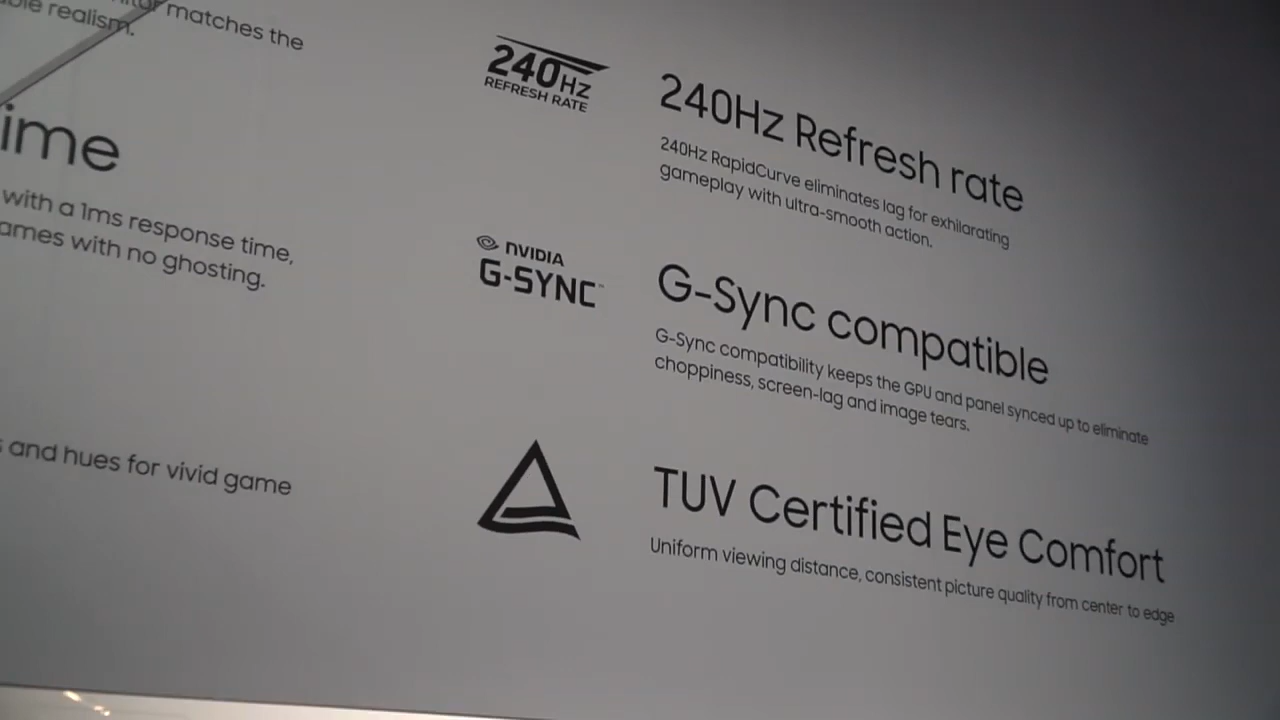 matches the
realism.
ime
with a 1ms response time,
ames with no ghosting.
and hues for vivid game
240Hz
REFRESH RATE
240Hz Refresh rate
240Hz RapidCurve eliminates lag for exhilarating
gameplay with ultra-smooth action.
NVIDIA
G-SYNC™
G-Sync compatible
G-Sync compatibility keeps the GPU and panel synced up to eliminate
choppiness, screen-lag and image tears.
TUV Certified Eye Comfort
Uniform viewing distance, consistent picture quality from center to edge